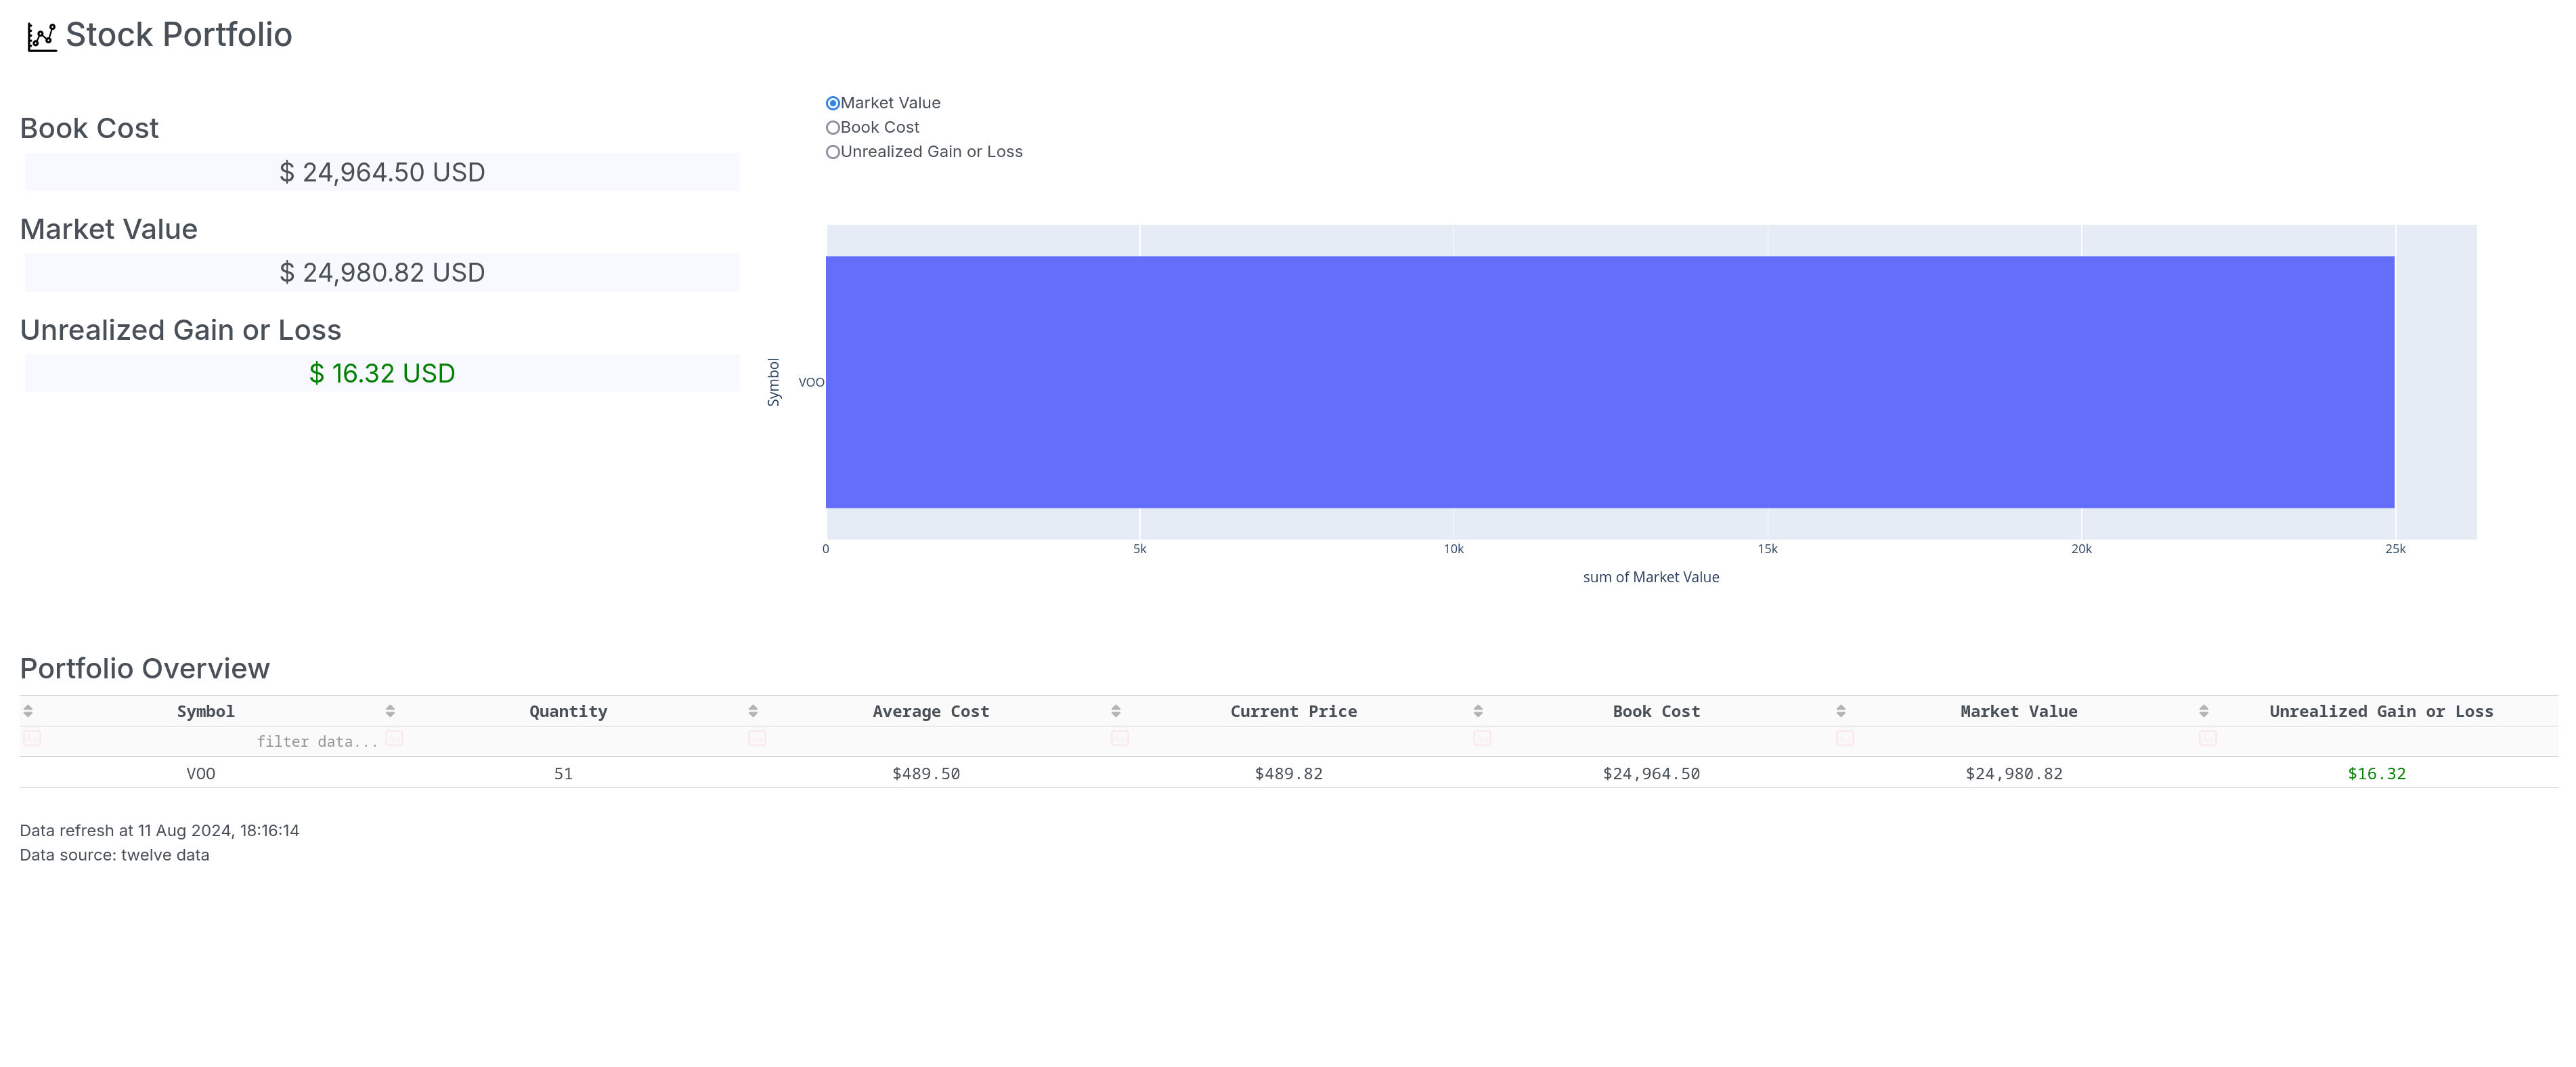 Stock Portfolio
Book Cost
$ 24,964.50 USD
Market Value
$ 24,980.82 USD
Unrealized Gain or Loss
$ 16.32 USD
Market Value
Book Cost
Unrealized Gain or Loss
Symbol
VOO
0 5k 10k 15k 20k 25k
sum of Market Value
Portfolio Overview
Symbol Quantity Average Cost Current Price Book Cost Market Value Unrealized Gain or Loss
filter data...
VOO 51 $489.50 $489.82 $24,964.50 $24,980.82 $16.32
Data refresh at 11 Aug 2024, 18:16:14
Data source: twelve data